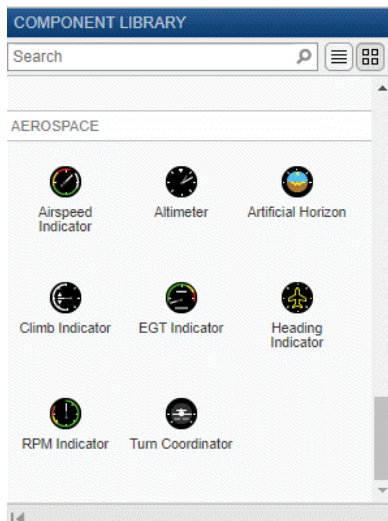 COMPONENT LIBRARY
Search
AEROSPACE
Airspeed
Indicator
Altimeter
Artificial Horizon
Climb Indicator
EGT Indicator
Heading
Indicator
RPM Indicator
Turn Coordinator